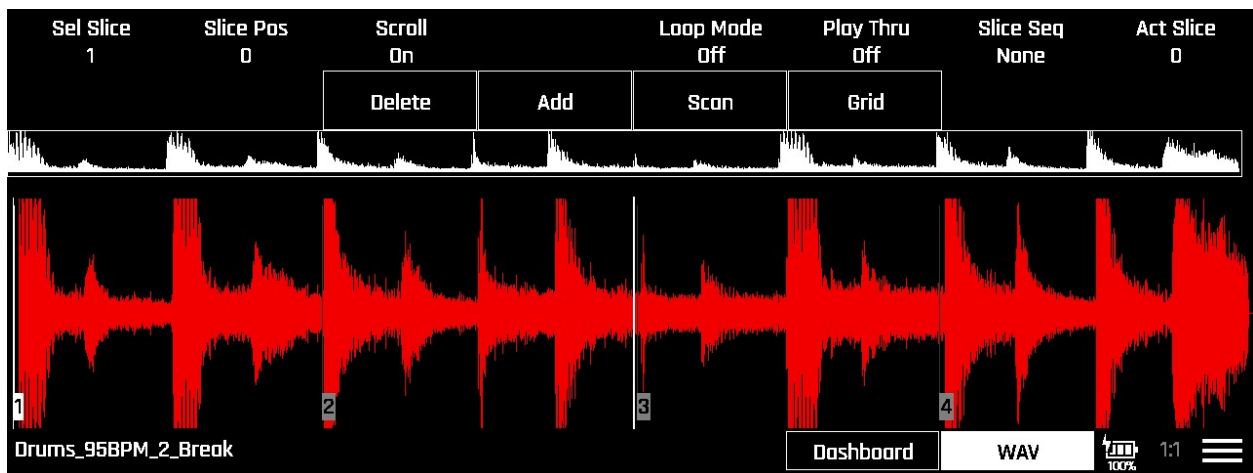 Sel Slice Slice Pos Scroll Loop Mode Play Thru Slice Seq Act Slice
1 0 On Off Off None 0
Delete Add Scan Grid
1 2 3 4
Drums_95BPM_2_Break Dashboard WAV 100% 1:1